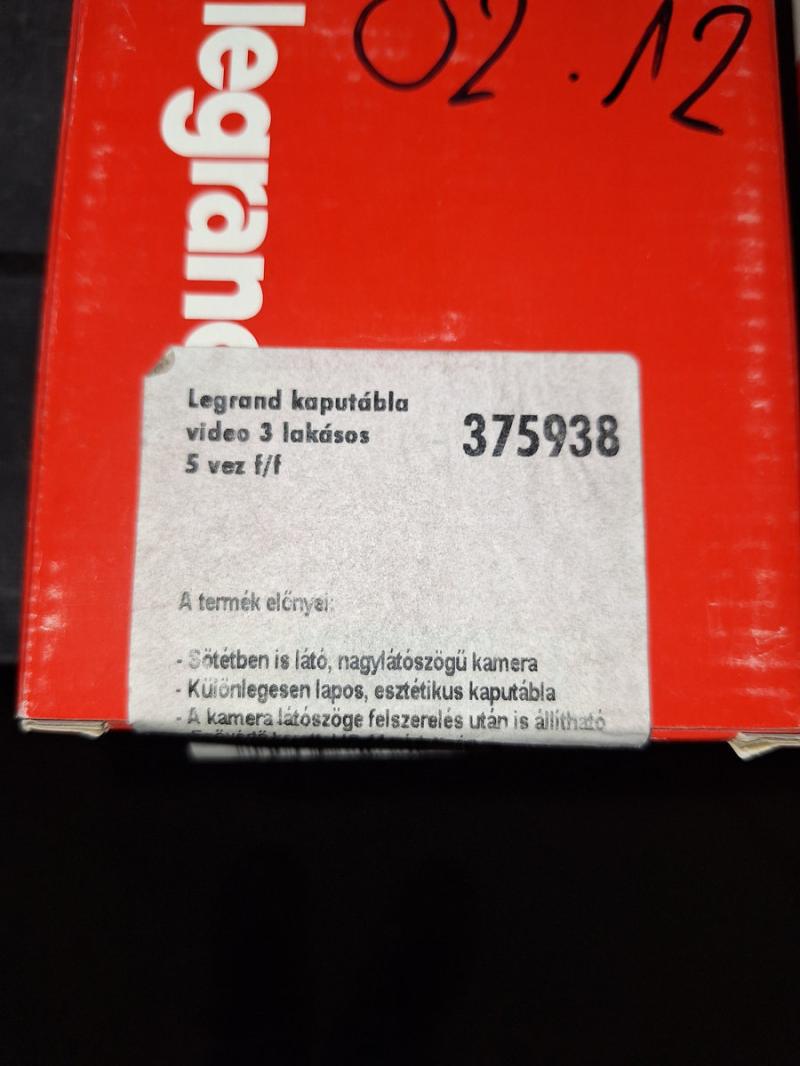 02.12
legrand
Legrand kaputábla
video 3 lakásos
5 vez f/f
375938
A termék előnyei:
- Sötétben is látó, nagylátószögű kamera
- Különlegesen lapos, esztétikus kaputábla
- A kamera látószöge felszerelés után is állítható